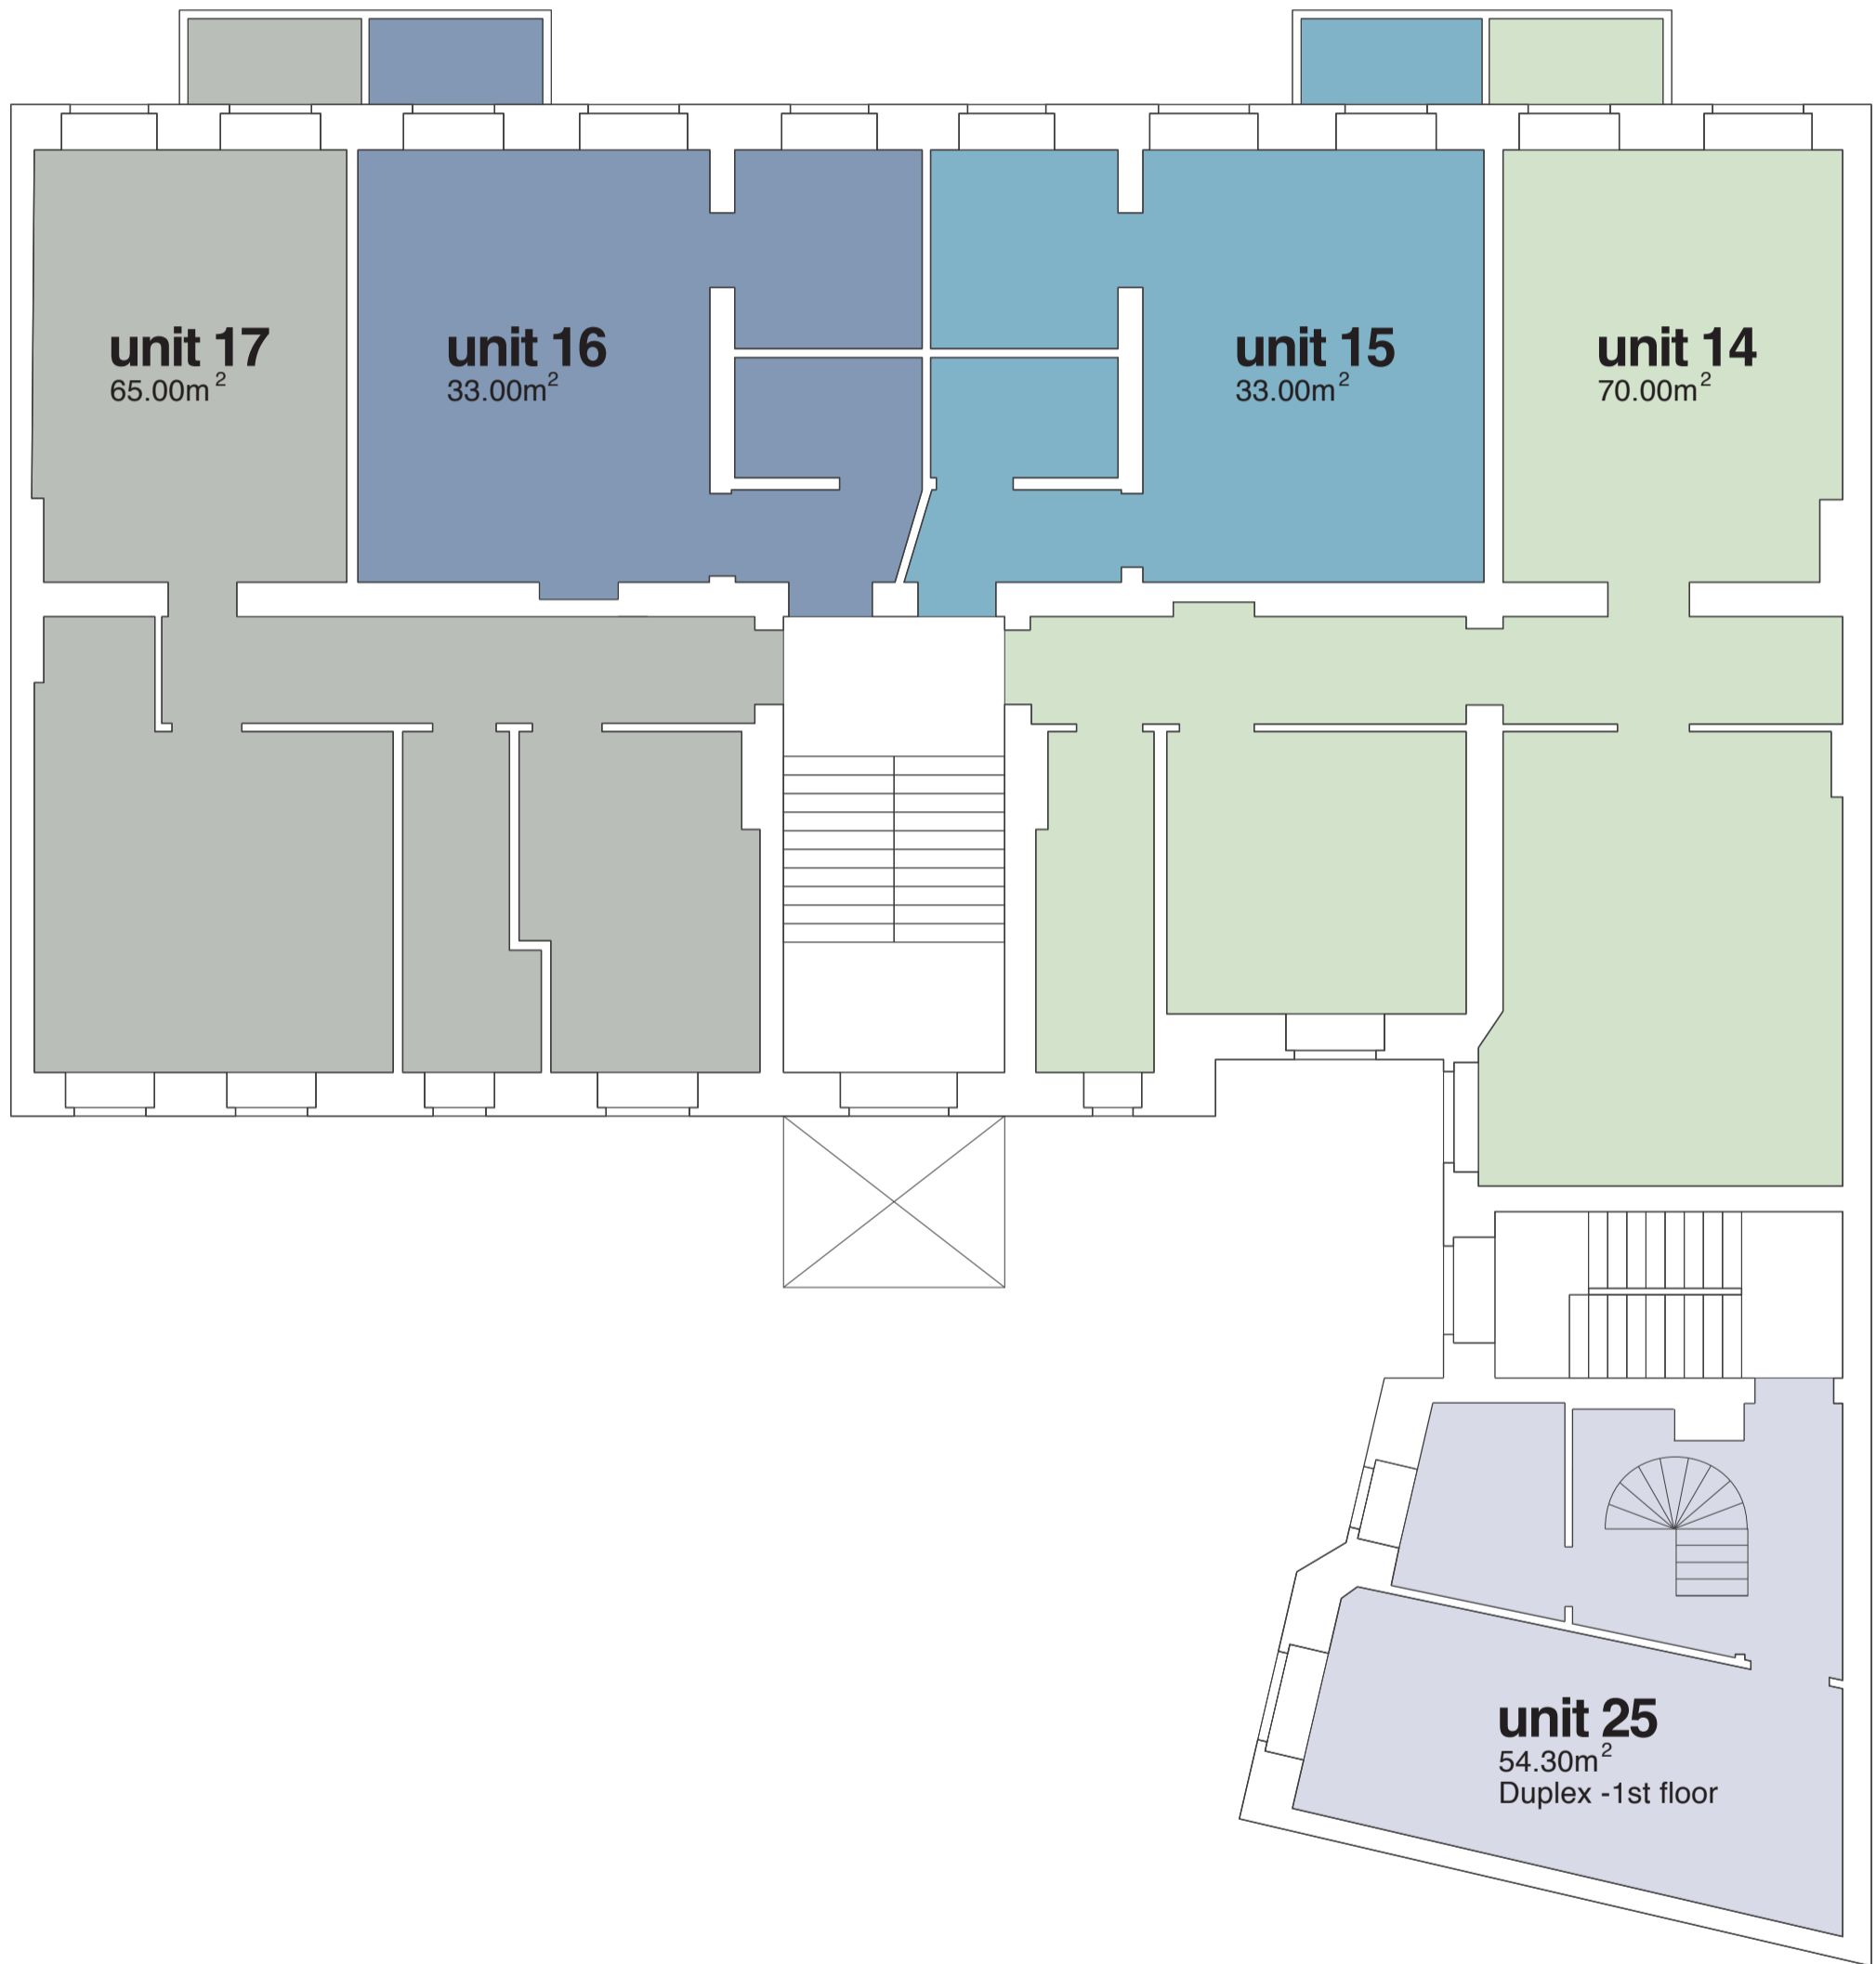 unit 17
65.00m²
unit 16
33.00m²
unit 15
33.00m²
unit 14
70.00m²
unit 25
54.30m²
Duplex -1st floor